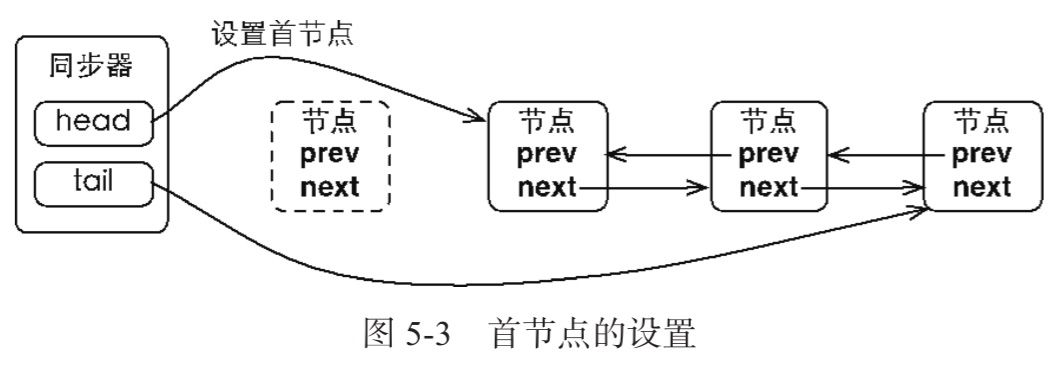 设置首节点
同步器
head
tail
节点
prev
next
节点
prev
next
节点
prev
next
节点
prev
next
图 5-3 首节点的设置